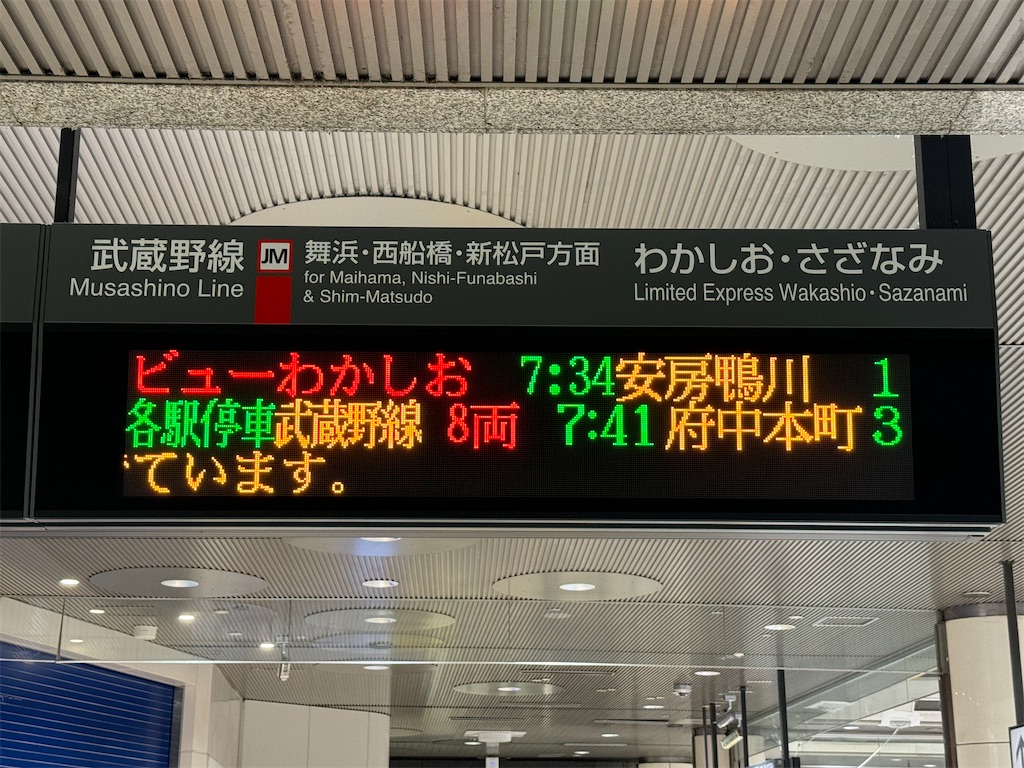 武蔵野線 JM 舞浜・西船橋・新松戸方面 わかしお・さざなみ
Musashino Line for Maihama, Nishi-Funabashi Limited Express Wakashio・Sazanami
& Shim-Matsudo
ビューわかしお 7:34 安房鴨川 1
各駅停車 武蔵野線 8両 7:41 府中本町 3
ています。